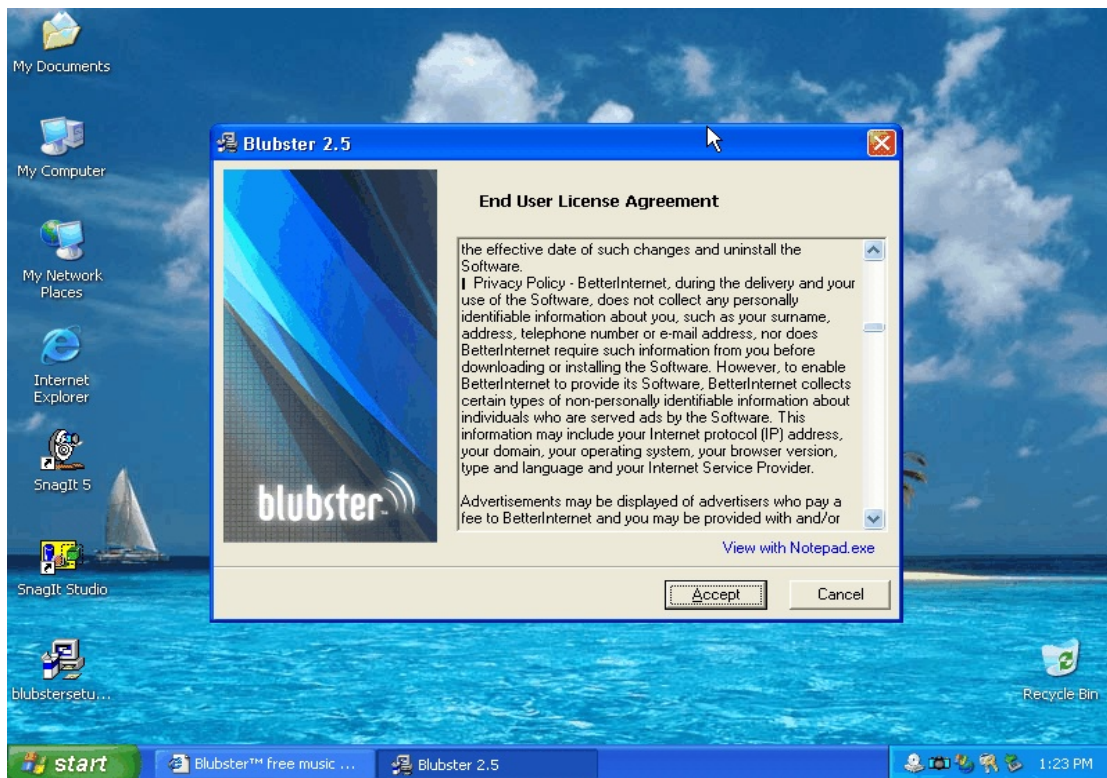 My Documents
My Computer
My Network
Places
Internet
Explorer
SnagIt 5
SnagIt Studio
blubstersetu...
Blubster 2.5
End User License Agreement
the effective date of such changes and uninstall the
Software.
Privacy Policy - BetterInternet, during the delivery and your
use of the Software, does not collect any personally
identifiable information about you, such as your surname,
address, telephone number or e-mail address, nor does
BetterInternet require such information from you before
downloading or installing the Software. However, to enable
BetterInternet to provide its Software, BetterInternet collects
certain types of non-personally identifiable information about
individuals who are served ads by the Software. This
information may include your Internet protocol (IP) address,
your domain, your operating system, your browser version,
type and language and your Internet Service Provider.
Advertisements may be displayed of advertisers who pay a
fee to BetterInternet and you may be provided with and/or
blubster
View with Notepad.exe
Accept
Cancel
Recycle Bin
start
Blubster™ free music ...
Blubster 2.5
1:23 PM